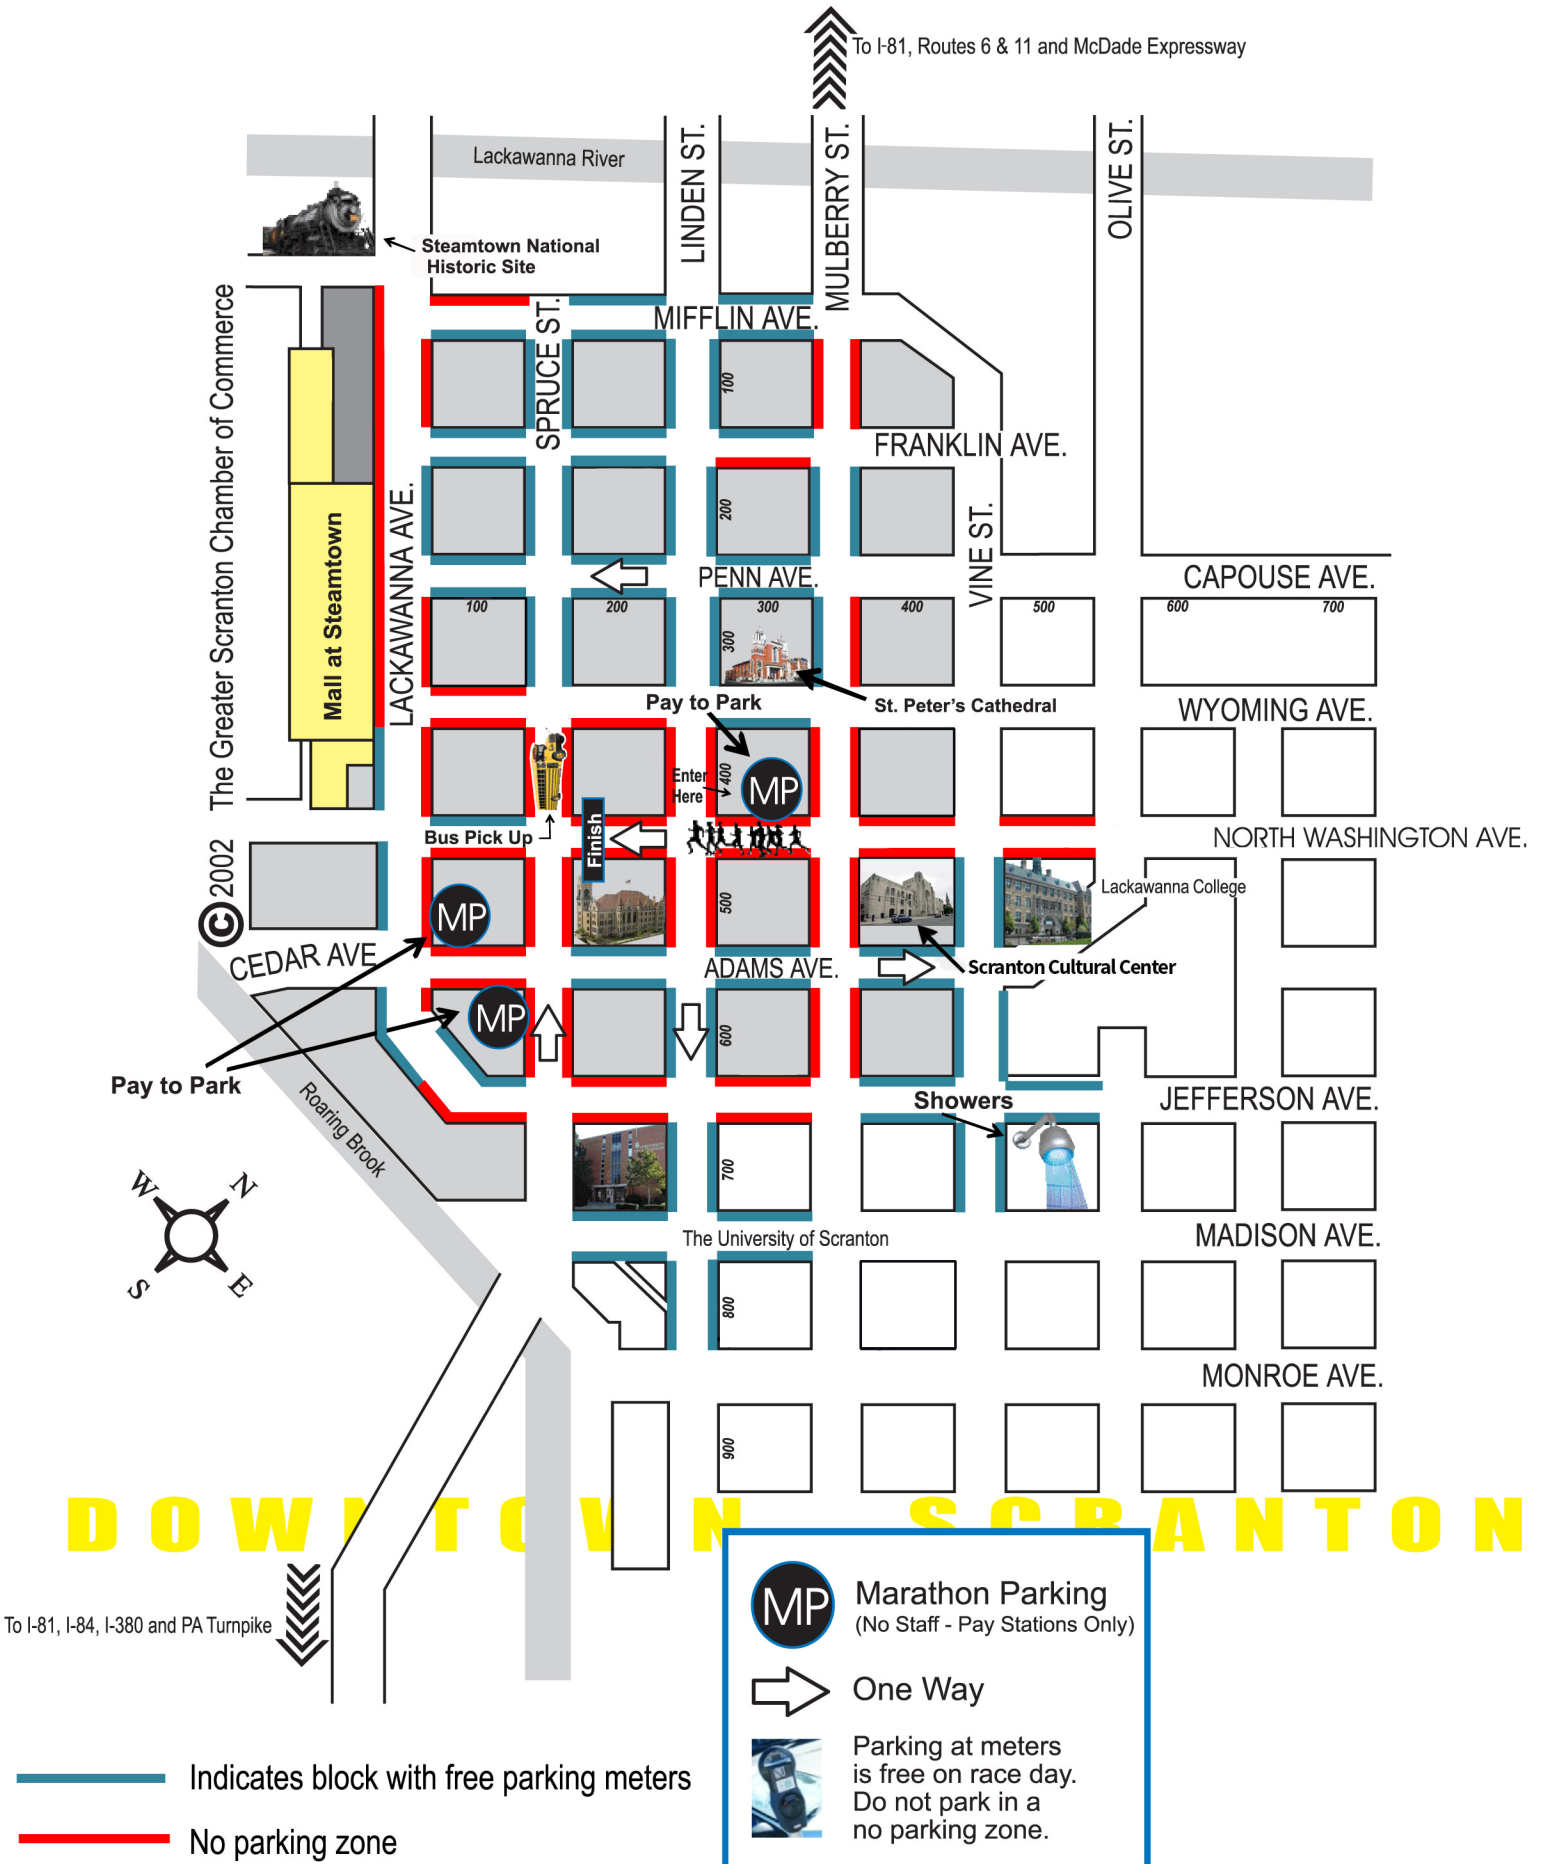 To I-81, Routes 6 & 11 and McDade Expressway
Lackawanna River
LINDEN ST.
MULBERRY ST.
OLIVE ST.
Steamtown National
Historic Site
The Greater Scranton Chamber of Commerce
© 2002
SPRUCE ST.
MIFFLIN AVE.
100
FRANKLIN AVE.
Mall at Steamtown
LACKAWANNA AVE.
200
VINE ST.
PENN AVE.
CAPOUSE AVE.
100
200
300
400
500
600
700
300
Pay to Park
St. Peter's Cathedral
WYOMING AVE.
Enter
Here
400
MP
Bus Pick Up
Finish
NORTH WASHINGTON AVE.
MP
500
Lackawanna College
CEDAR AVE
ADAMS AVE.
Scranton Cultural Center
MP
600
Pay to Park
Roaring Brook
Showers
JEFFERSON AVE.
W
N
S
E
700
The University of Scranton
MADISON AVE.
800
MONROE AVE.
900
DOWNTOWN SCRANTON
To I-81, I-84, I-380 and PA Turnpike
MP
Marathon Parking
(No Staff - Pay Stations Only)
One Way
Parking at meters
is free on race day.
Do not park in a
no parking zone.
Indicates block with free parking meters
No parking zone